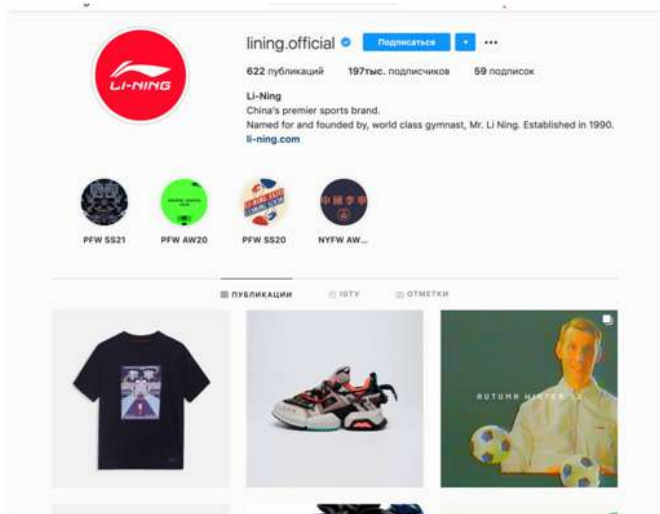 lining.official Подписаться
622 публикаций 197тыс. подписчиков 59 подписок
Li-Ning
China's premier sports brand.
Named for and founded by, world class gymnast, Mr. Li Ning. Established in 1990.
li-ning.com
LI-NING
中國李寧
PFW SS21 PFW AW20 PFW SS20 NYFW AW...
ПУБЛИКАЦИИ IGTV ОТМЕТКИ
AUTUMN WINTER